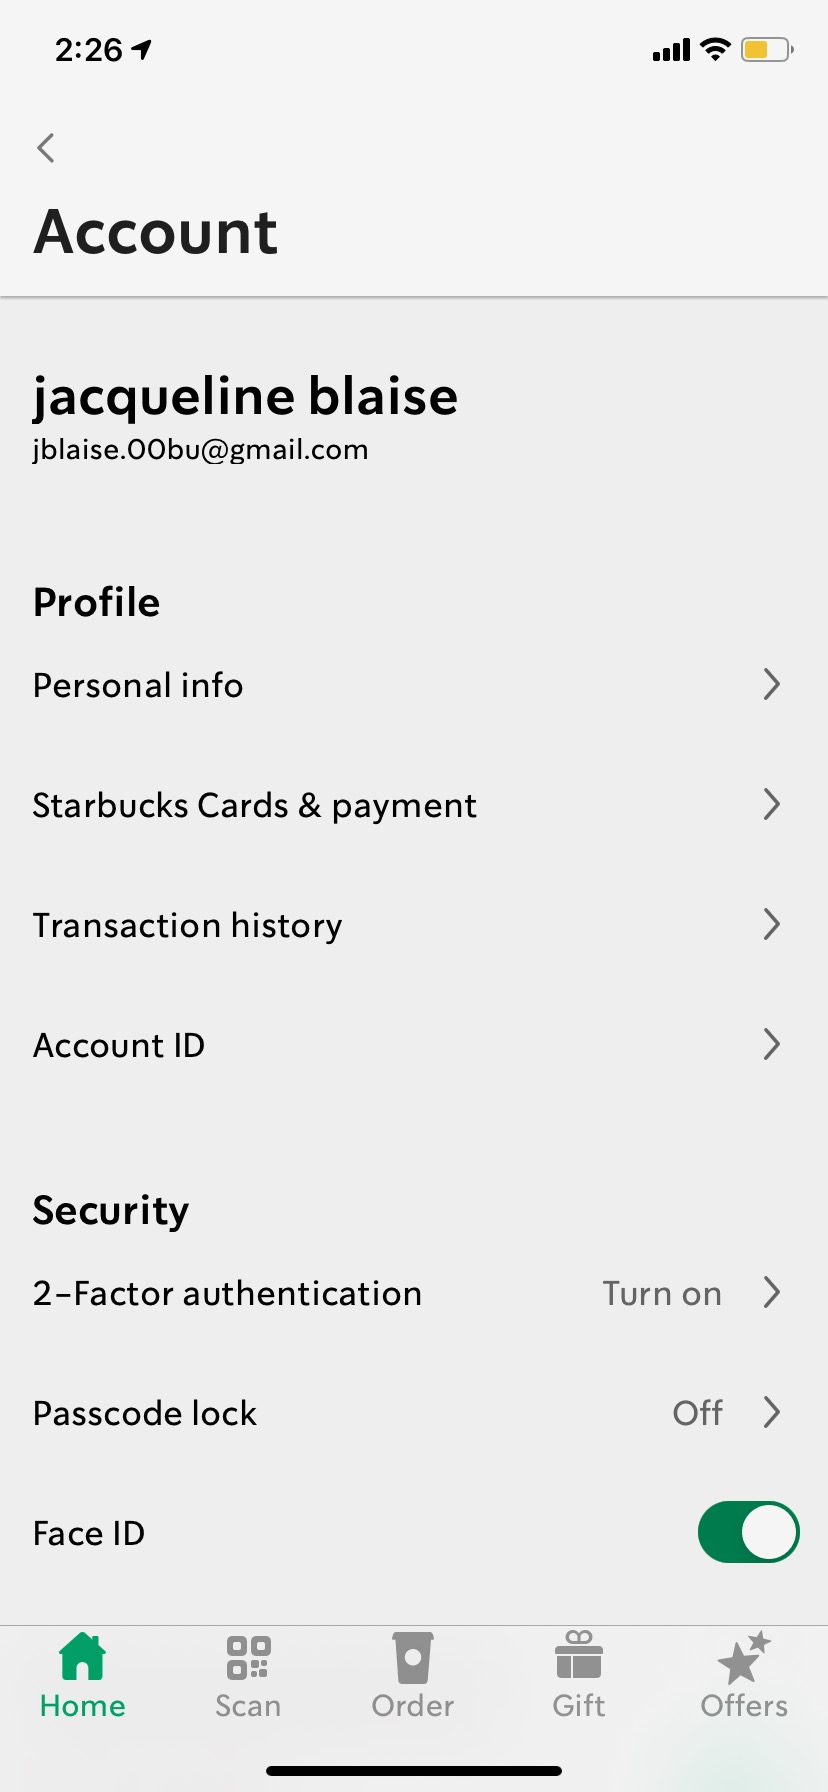 2:26
Account
jacqueline blaise
jblaise.00bu@gmail.com
Profile
Personal info
Starbucks Cards & payment
Transaction history
Account ID
Security
2-Factor authentication Turn on
Passcode lock Off
Face ID
Home Scan Order Gift Offers